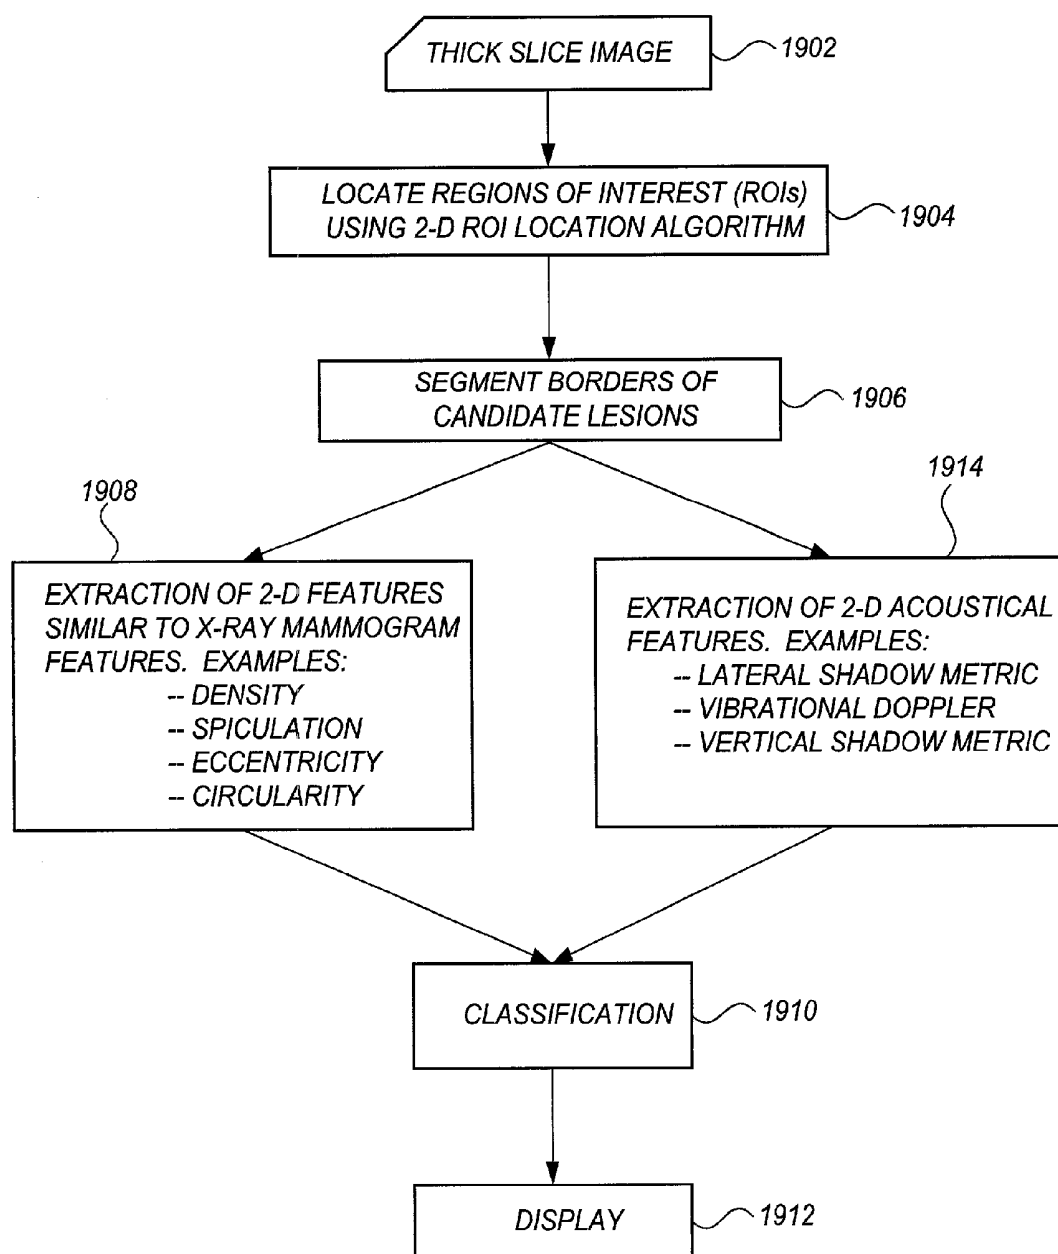 THICK SLICE IMAGE
1902
LOCATE REGIONS OF INTEREST (ROIs)
USING 2-D ROI LOCATION ALGORITHM
1904
SEGMENT BORDERS OF
CANDIDATE LESIONS
1906
1908
EXTRACTION OF 2-D FEATURES
SIMILAR TO X-RAY MAMMOGRAM
FEATURES. EXAMPLES:
-- DENSITY
-- SPICULATION
-- ECCENTRICITY
-- CIRCULARITY
1914
EXTRACTION OF 2-D ACOUSTICAL
FEATURES. EXAMPLES:
-- LATERAL SHADOW METRIC
-- VIBRATIONAL DOPPLER
-- VERTICAL SHADOW METRIC
CLASSIFICATION
1910
DISPLAY
1912